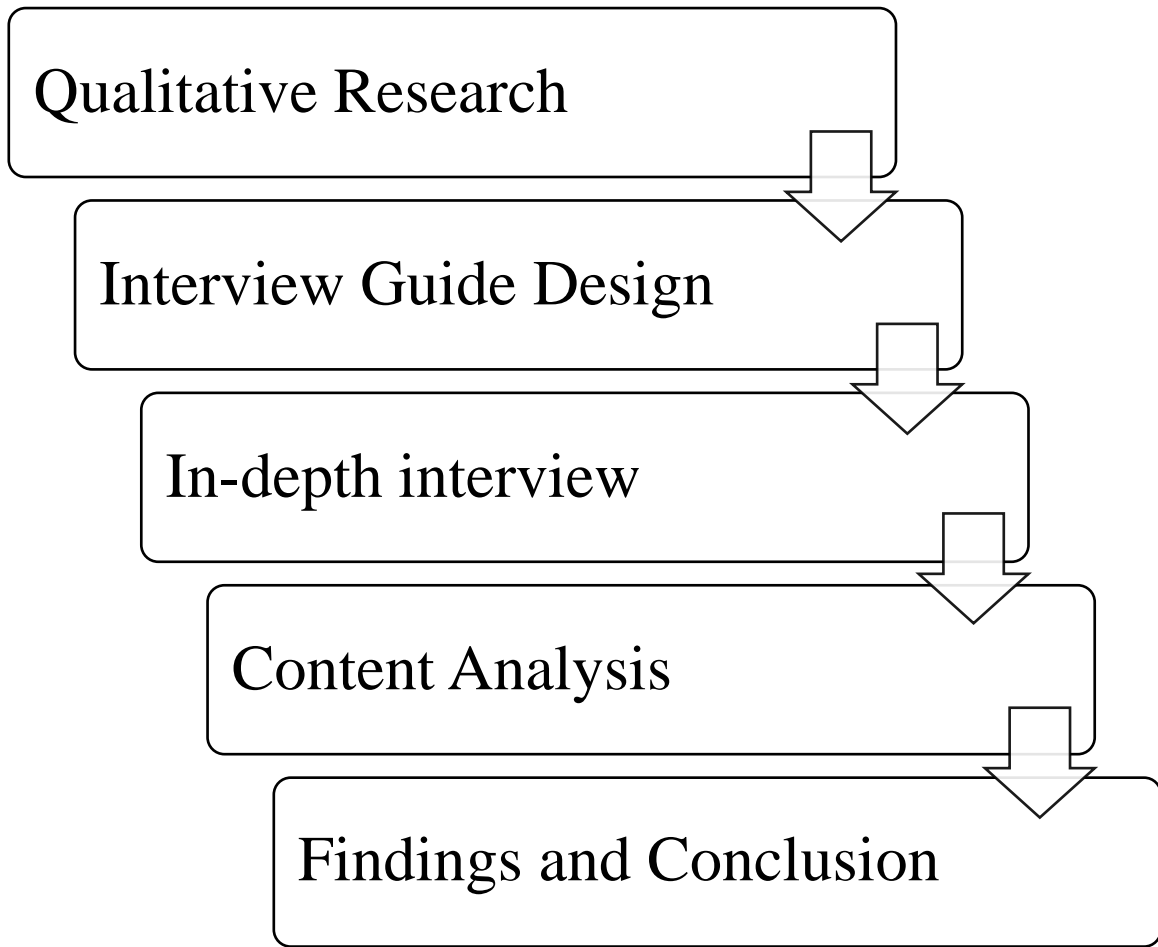 Qualitative Research
Interview Guide Design
In-depth interview
Content Analysis
Findings and Conclusion